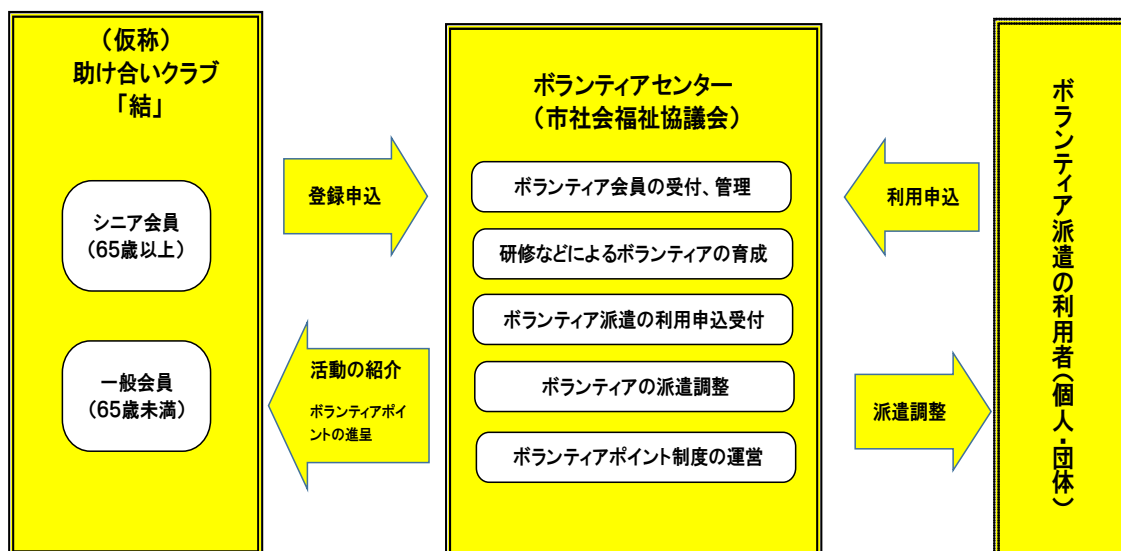 (仮称)
助け合いクラブ
「結」
シニア会員
(65歳以上)
一般会員
(65歳未満)
登録申込
活動の紹介
ボランティアポイ
ントの進呈
ボランティアセンター
(市社会福祉協議会)
ボランティア会員の受付、管理
研修などによるボランティアの育成
ボランティア派遣の利用申込受付
ボランティアの派遣調整
ボランティアポイント制度の運営
利用申込
派遣調整
ボランティア派遣の利用者(個人・団体)